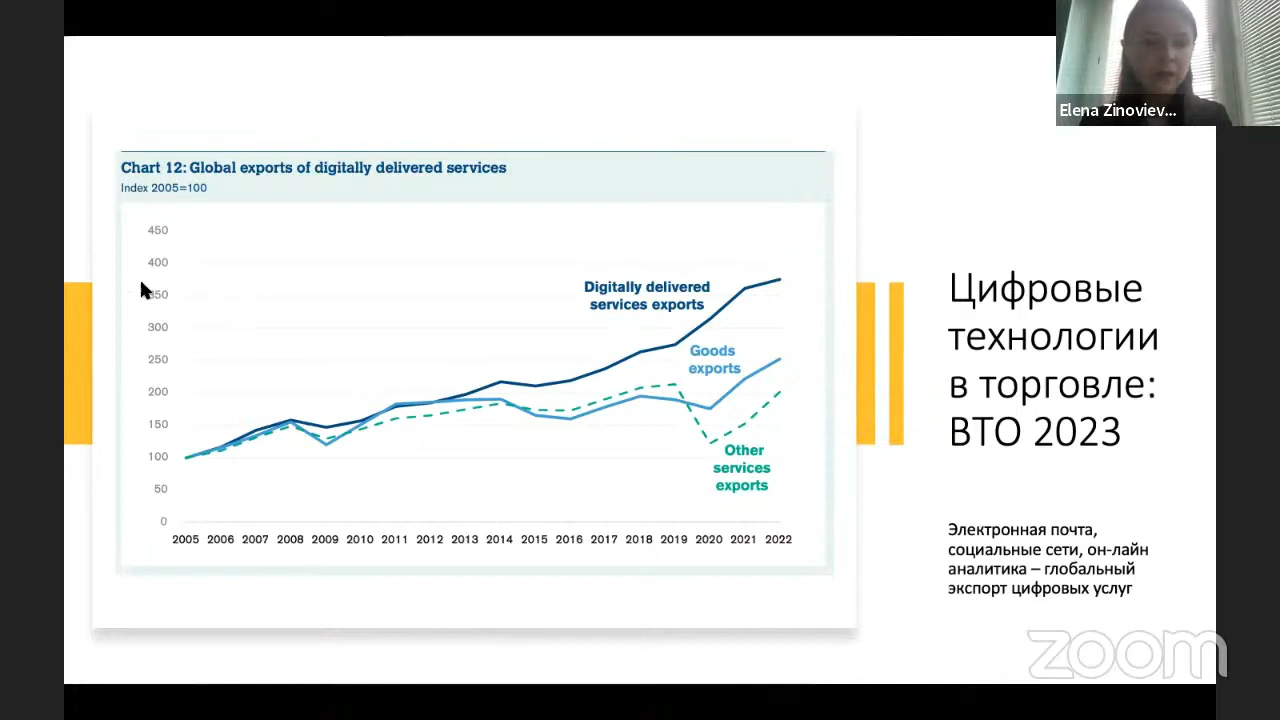 Elena Zinoviev...
Chart 12: Global exports of digitally delivered services
Index 2005=100
450
400
350
300
250
200
150
100
50
0
Digitally delivered
services exports
Goods
exports
Other
services
exports
2005 2006 2007 2008 2009 2010 2011 2012 2013 2014 2015 2016 2017 2018 2019 2020 2021 2022
Цифровые
технологии
в торговле:
ВТО 2023
Электронная почта,
социальные сети, он-лайн
аналитика – глобальный
экспорт цифровых услуг
zoom